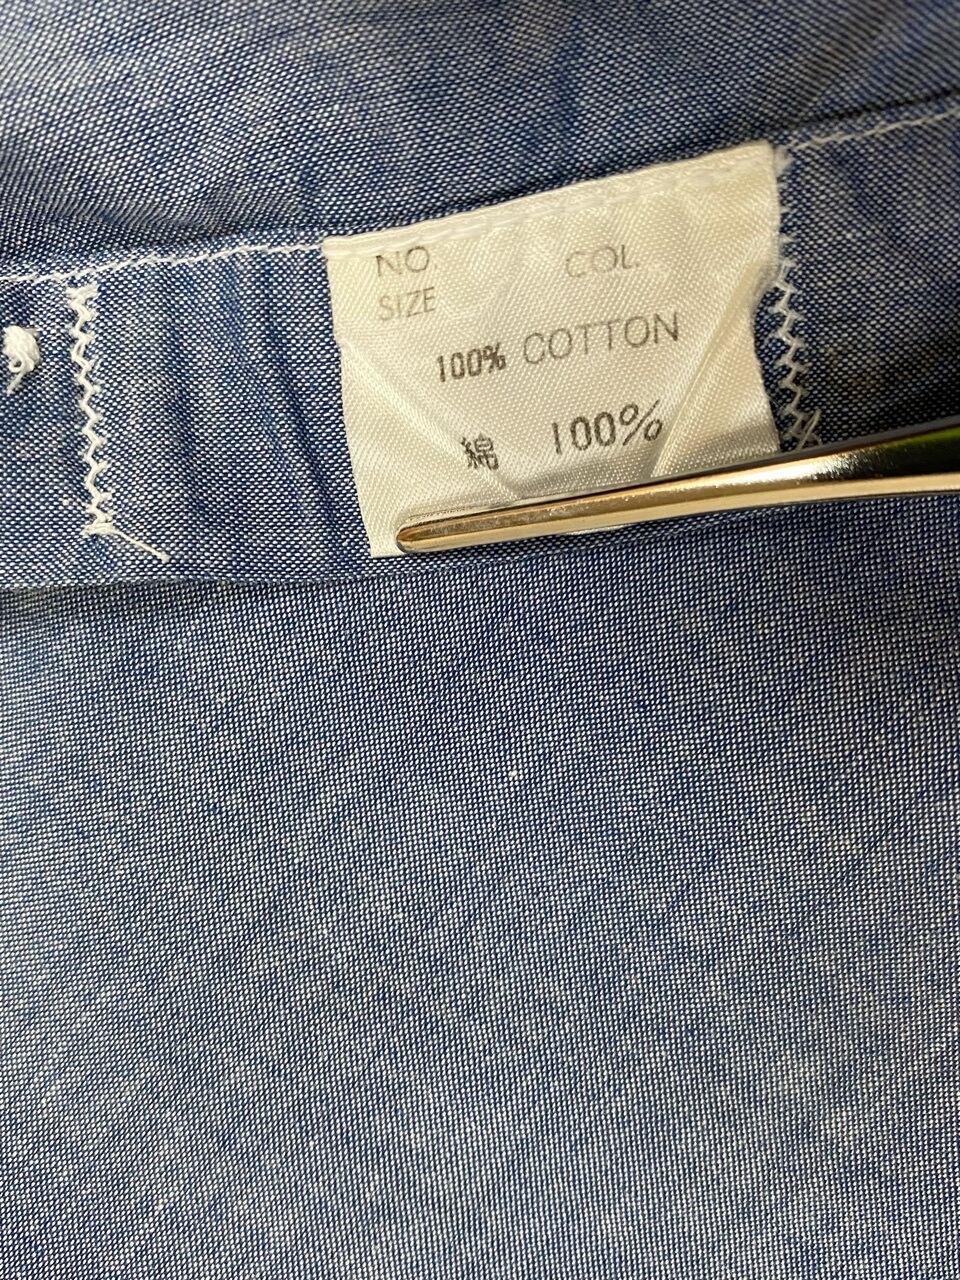 NO. COL.
SIZE
100% COTTON
綿 100%